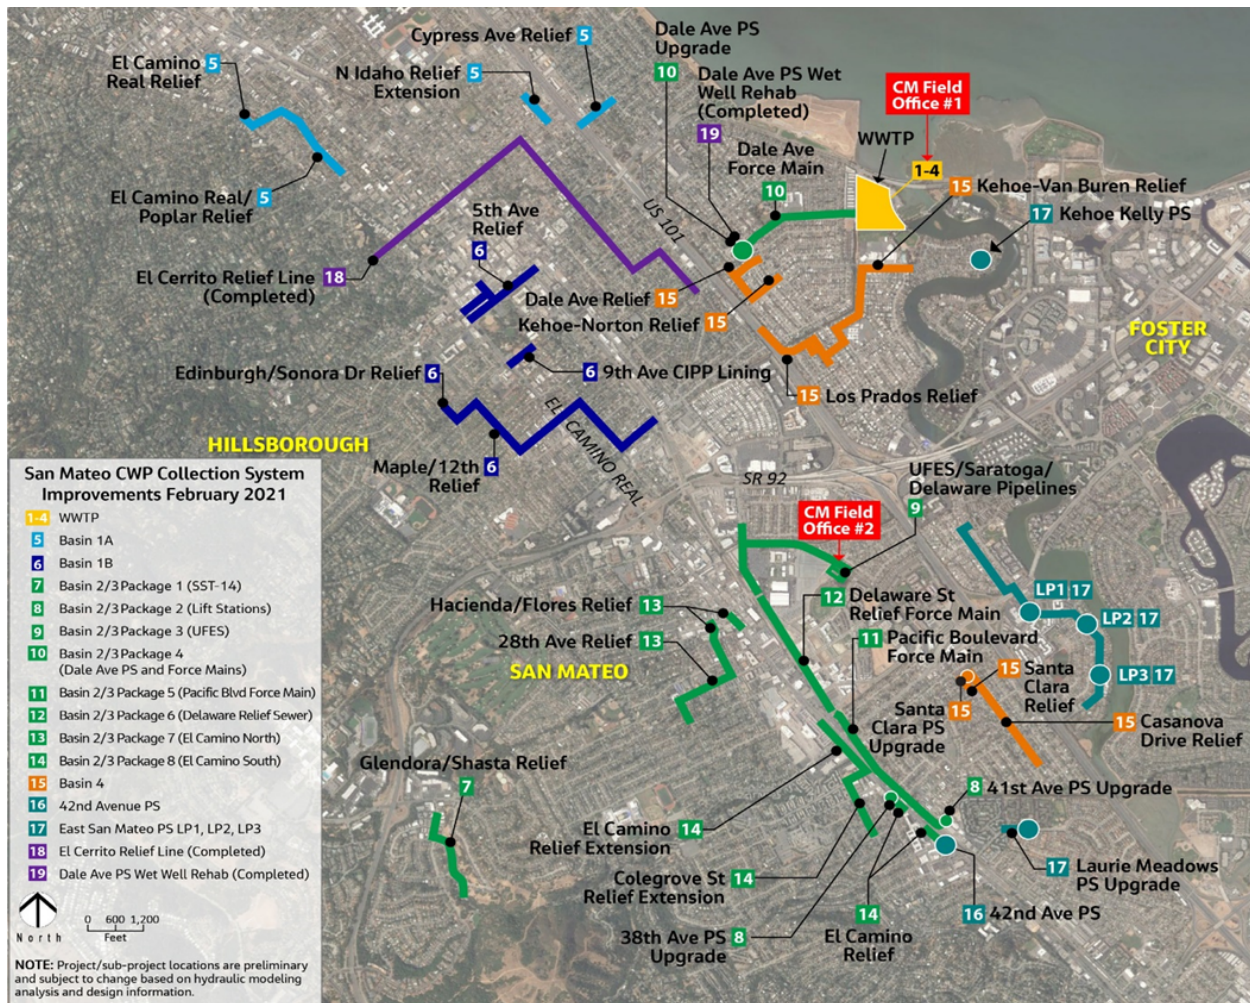 Cypress Ave Relief 5
El Camino
Real Relief
5
N Idaho Relief
Extension
5
Dale Ave PS
Upgrade
10
Dale Ave PS Wet
Well Rehab
(Completed)
19
CM Field
Office #1
WWTP
1-4
Dale Ave
Force Main
10
15 Kehoe-Van Buren Relief
17 Kehoe Kelly PS
El Camino Real/
Poplar Relief
5
5th Ave
Relief
6
US 101
El Cerrito Relief Line
(Completed)
18
Dale Ave Relief 15
Kehoe-Norton Relief 15
FOSTER
CITY
Edinburgh/Sonora Dr Relief 6
6 9th Ave CIPP Lining
15 Los Prados Relief
EL CAMINO REAL
HILLSBOROUGH
Maple/12th
Relief
6
SR 92
UFES/Saratoga/
Delaware Pipelines
9
CM Field
Office #2
San Mateo CWP Collection System
Improvements February 2021
1-4 WWTP
5 Basin 1A
6 Basin 1B
7 Basin 2/3 Package 1 (SST-14)
8 Basin 2/3 Package 2 (Lift Stations)
9 Basin 2/3 Package 3 (UFES)
10 Basin 2/3 Package 4
(Dale Ave PS and Force Mains)
11 Basin 2/3 Package 5 (Pacific Blvd Force Main)
12 Basin 2/3 Package 6 (Delaware Relief Sewer)
13 Basin 2/3 Package 7 (El Camino North)
14 Basin 2/3 Package 8 (El Camino South)
15 Basin 4
16 42nd Avenue PS
17 East San Mateo PS LP1, LP2, LP3
18 El Cerrito Relief Line (Completed)
19 Dale Ave PS Wet Well Rehab (Completed)
North
0 600 1,200
Feet
NOTE: Project/sub-project locations are preliminary
and subject to change based on hydraulic modeling
analysis and design information.
Hacienda/Flores Relief 13
28th Ave Relief 13
SAN MATEO
12 Delaware St
Relief Force Main
11 Pacific Boulevard
Force Main
LP1 17
LP2 17
LP3 17
15 Santa
Clara
Relief
Santa
Clara PS
Upgrade
15
15 Casanova
Drive Relief
Glendora/Shasta Relief
7
8 41st Ave PS Upgrade
El Camino
Relief Extension
14
Colegrove St
Relief Extension
14
38th Ave PS
Upgrade
8
14
El Camino
Relief
16 42nd Ave PS
17 Laurie Meadows
PS Upgrade